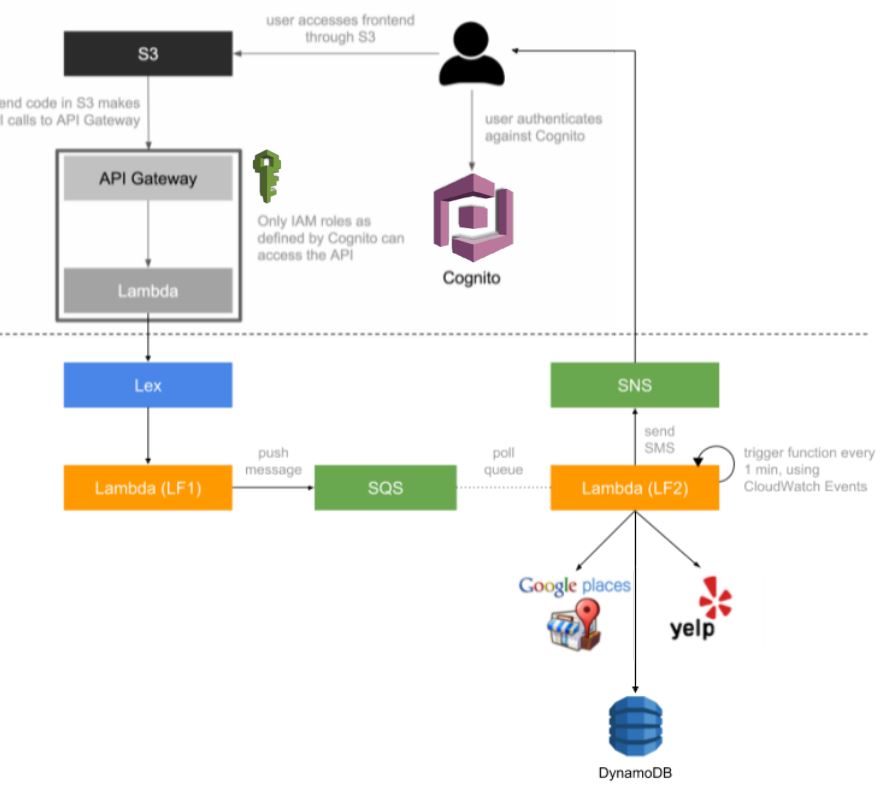 user accesses frontend
through S3
S3
end code in S3 makes
I calls to API Gateway
user authenticates
against Cognito
API Gateway
Only IAM roles as
defined by Cognito can
access the API
Lambda
Cognito
Lex
SNS
send
SMS
trigger function every
1 min, using
CloudWatch Events
push
message
poll
queue
Lambda (LF1)
SQS
Lambda (LF2)
Google places
yelp
DynamoDB